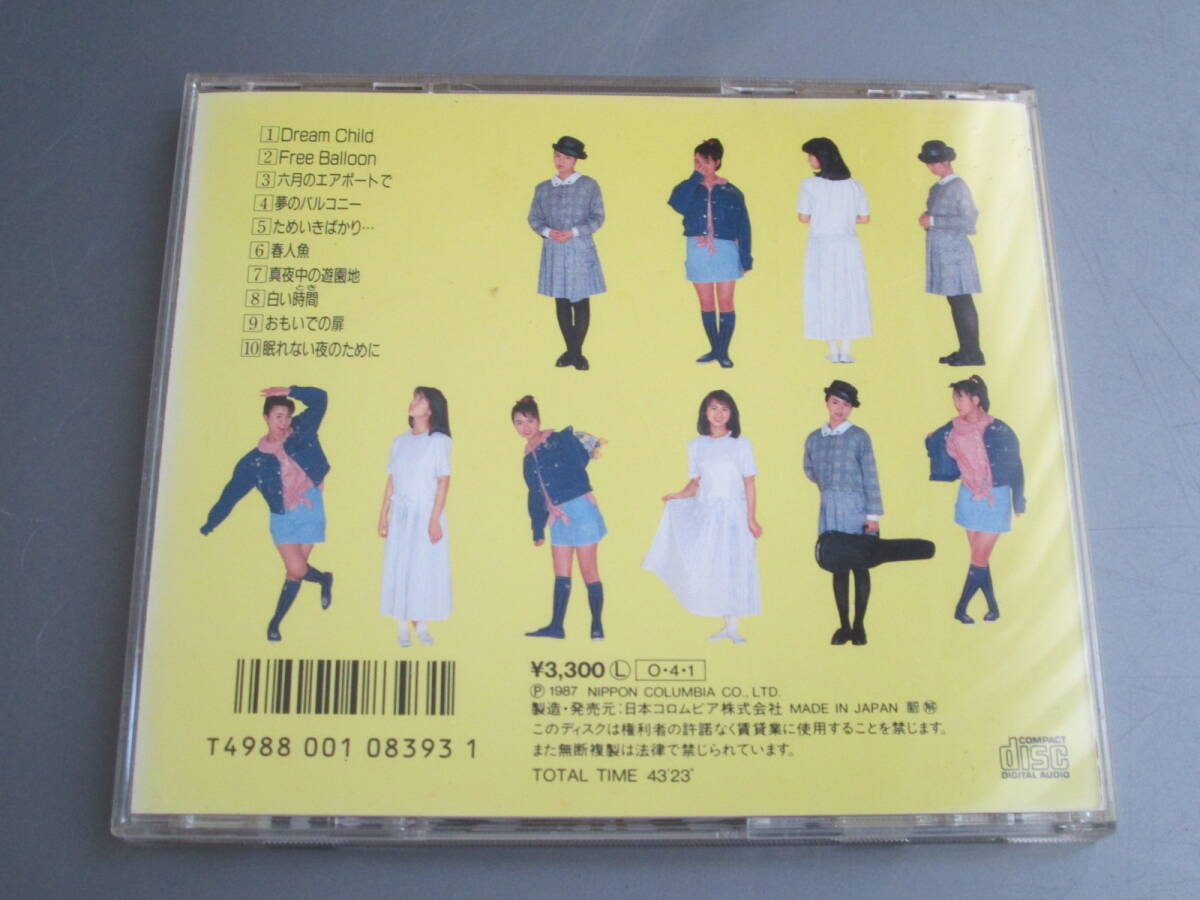 1 Dream Child
2 Free Balloon
3 六月のエアポートで
4 夢のバルコニー
5 ためいきばかり…
6 春人魚
7 真夜中の遊園地
8 白い時間
とき
9 おもいでの扉
10 眠れない夜のために
T4988 001 08393 1
¥3,300 Ⓛ O・4・1
Ⓟ 1987 NIPPON COLUMBIA CO., LTD.
製造・発売元:日本コロムビア株式会社 MADE IN JAPAN
このディスクは権利者の許諾なく賃貸業に使用することを禁じます。
また無断複製は法律で禁じられています。
TOTAL TIME 43'23"
COMPACT
disc
DIGITAL AUDIO